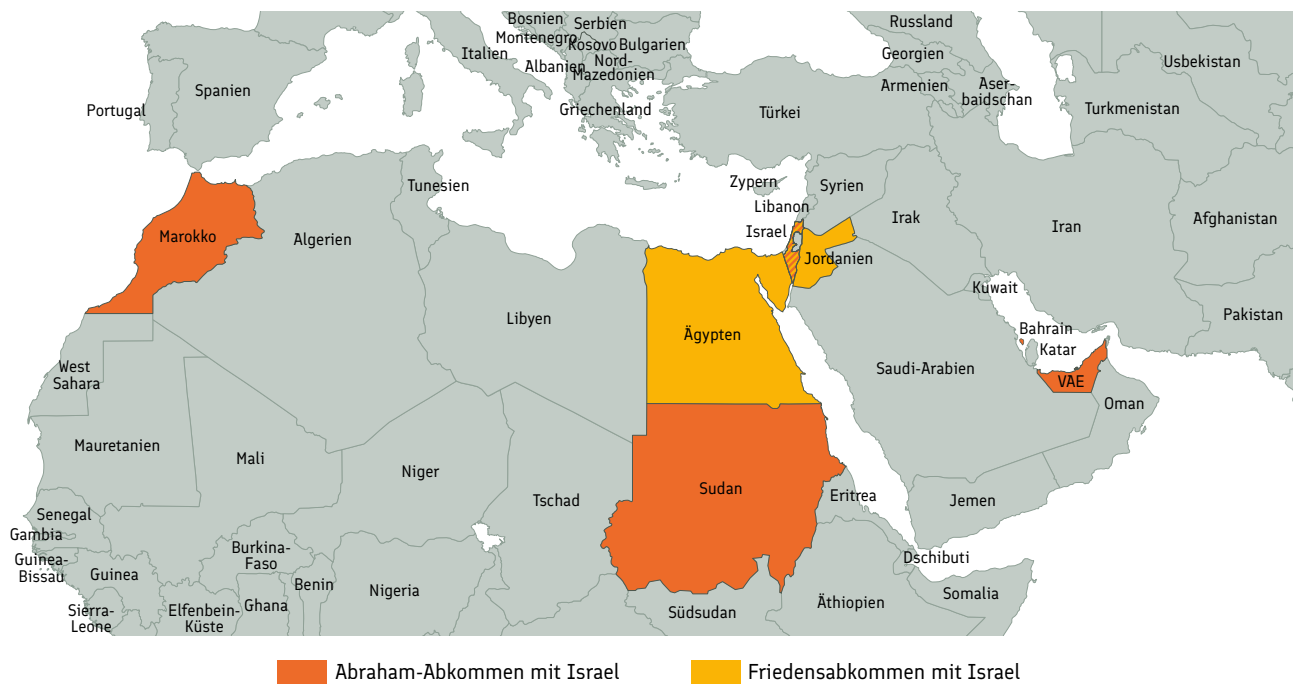 Bosnien
Serbien
Russland
Montenegro
Kosovo
Bulgarien
Italien
Georgien
Nord-
Mazedonien
Albanien
Usbekistan
Spanien
Armenien
Aser-
baidschan
Portugal
Griechenland
Türkei
Turkmenistan
Tunesien
Zypern
Syrien
Libanon
Irak
Afghanistan
Marokko
Algerien
Israel
Iran
Jordanien
Kuwait
Libyen
Ägypten
Pakistan
Bahrain
Katar
West
Sahara
Saudi-Arabien
VAE
Oman
Mauretanien
Mali
Niger
Tschad
Sudan
Eritrea
Jemen
Senegal
Gambia
Guinea-
Bissau
Guinea
Burkina-
Faso
Dschibuti
Benin
Nigeria
Sierra-
Leone
Elfenbein-
Küste
Ghana
Südsudan
Äthiopien
Somalia
Abraham-Abkommen mit Israel
Friedensabkommen mit Israel